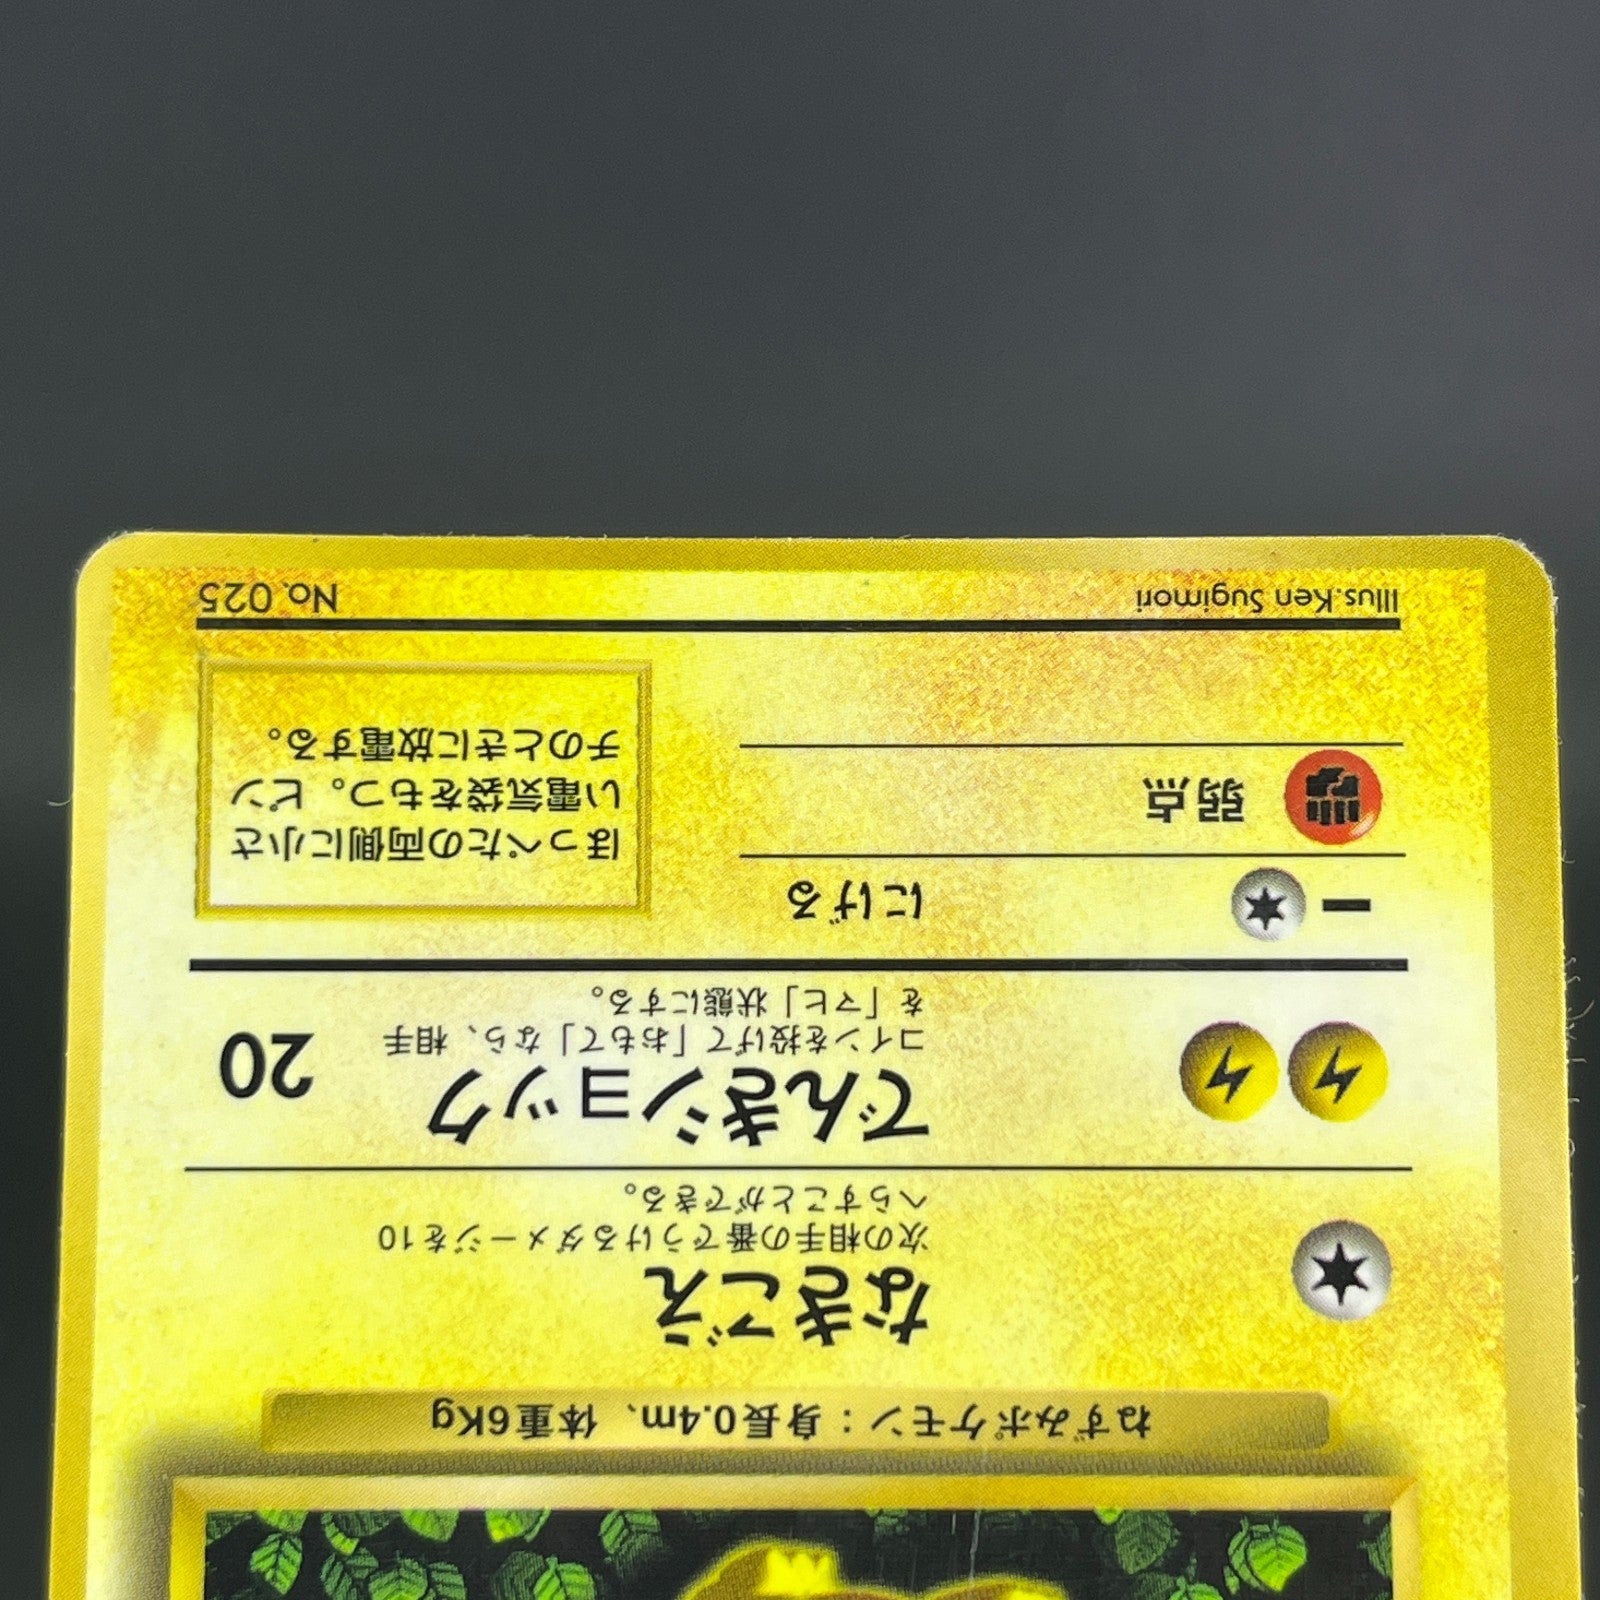 ねずみポケモン：身長0.4m、体重6Kg
なきごえ
次の相手の番でうけるダメージを10
へらすことができる。
でんきショック 20
コインを投げて「おもて」なら、相手
を「マヒ」状態にする。
ー にげる
弱点
ほっぺたの両側に小さ
い電気袋をもつ。ピン
チのときに放電する。
Illus.Ken Sugimori
No. 025